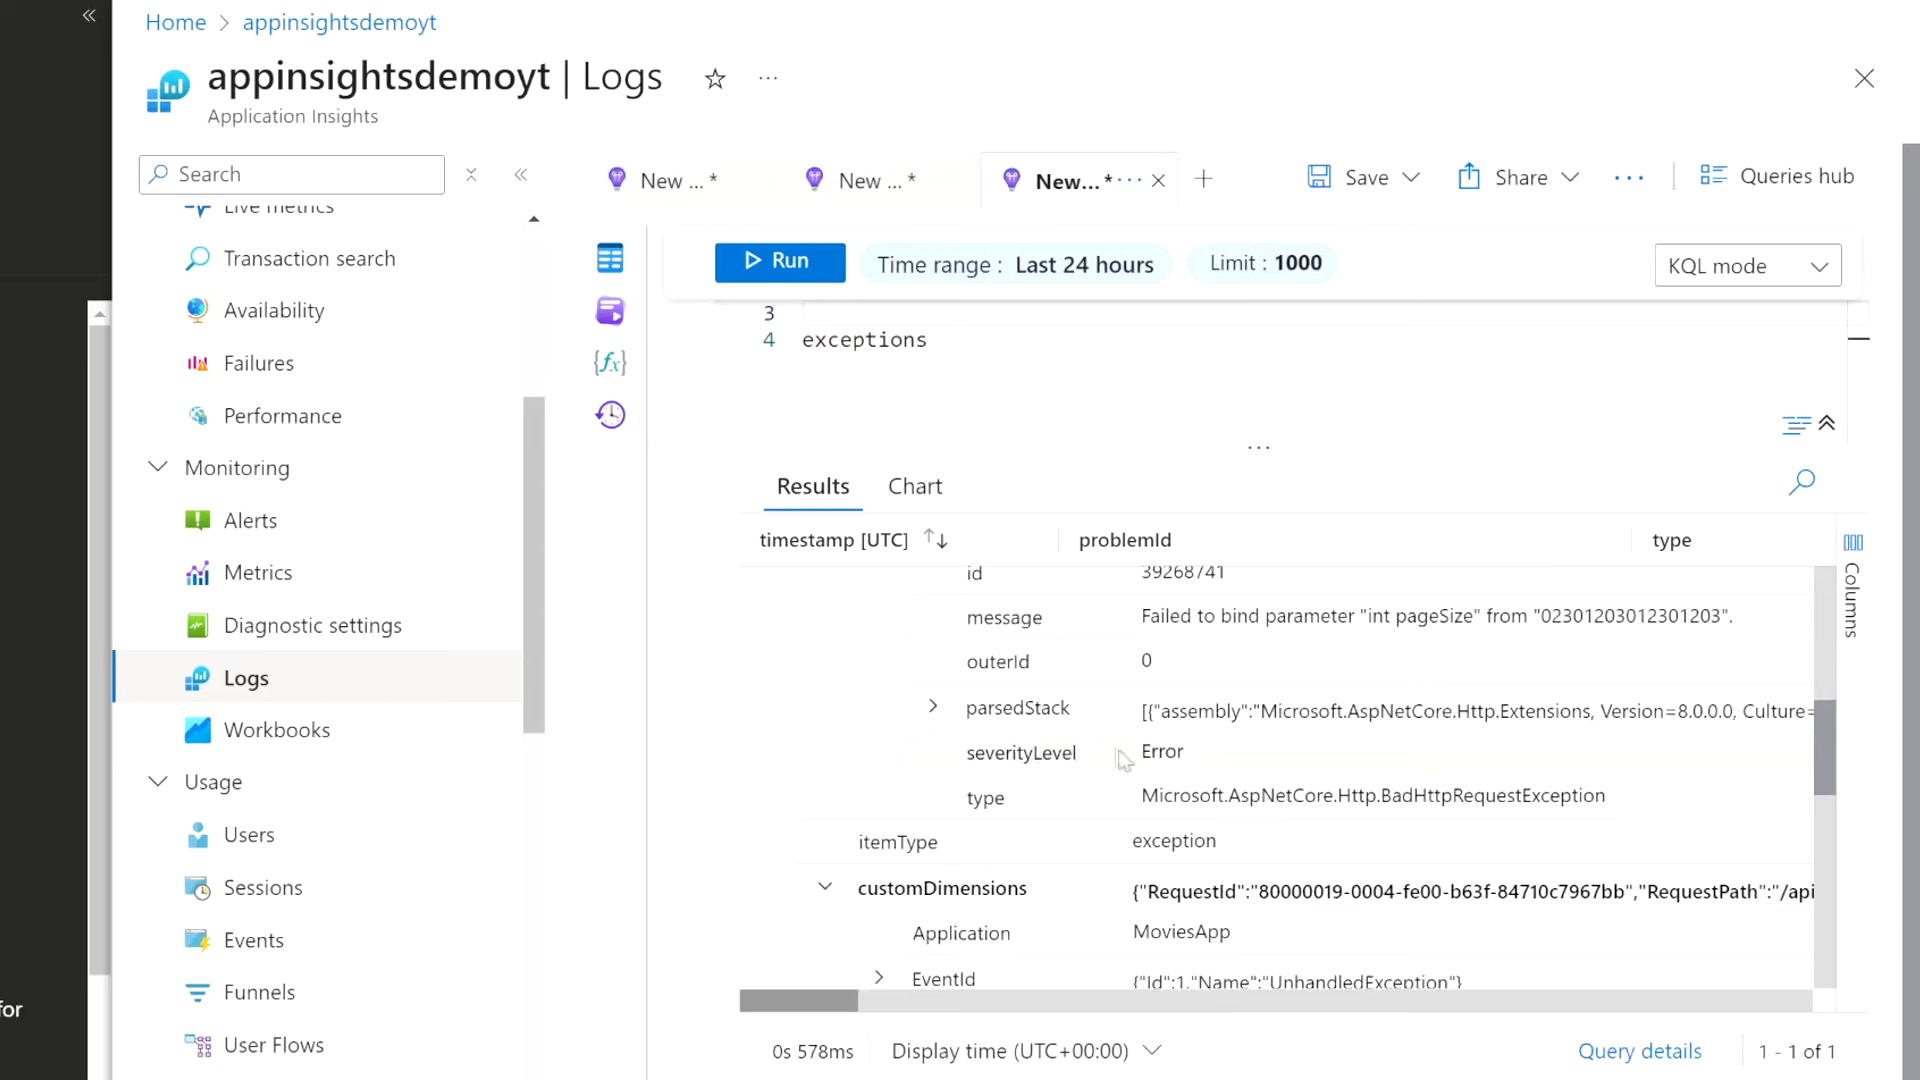 Home > appinsightsdemoyt
appinsightsdemoyt | Logs
Application Insights
Search
Live metrics
Transaction search
Availability
Failures
Performance
Monitoring
Alerts
Metrics
Diagnostic settings
Logs
Workbooks
Usage
Users
Sessions
Events
Funnels
User Flows
for
New ... *
New ... *
New...*
Save
Share
Queries hub
Run
Time range : Last 24 hours
Limit : 1000
KQL mode
3
4 exceptions
{fx}
Results
Chart
timestamp [UTC] problemId type
Columns
id 39268741
message Failed to bind parameter "int pageSize" from "02301203012301203".
outerId 0
parsedStack [{"assembly":"Microsoft.AspNetCore.Http.Extensions, Version=8.0.0.0, Culture=
severityLevel Error
type Microsoft.AspNetCore.Http.BadHttpRequestException
itemType exception
customDimensions {"RequestId":"80000019-0004-fe00-b63f-84710c7967bb","RequestPath":"/api
Application MoviesApp
EventId {"Id":1,"Name":"UnhandledException"}
0s 578ms
Display time (UTC+00:00)
Query details
1 - 1 of 1